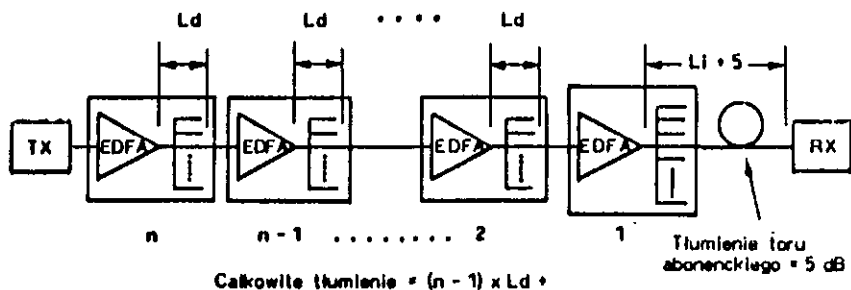 Ld Ld . . . . Ld
Li + 5
TX EDFA EDFA EDFA EDFA RX
n n - 1 . . . . . . . . 2 1
Tłumienie toru
abonenckiego = 5 dB
Całkowite tłumienie = (n - 1) x Ld +